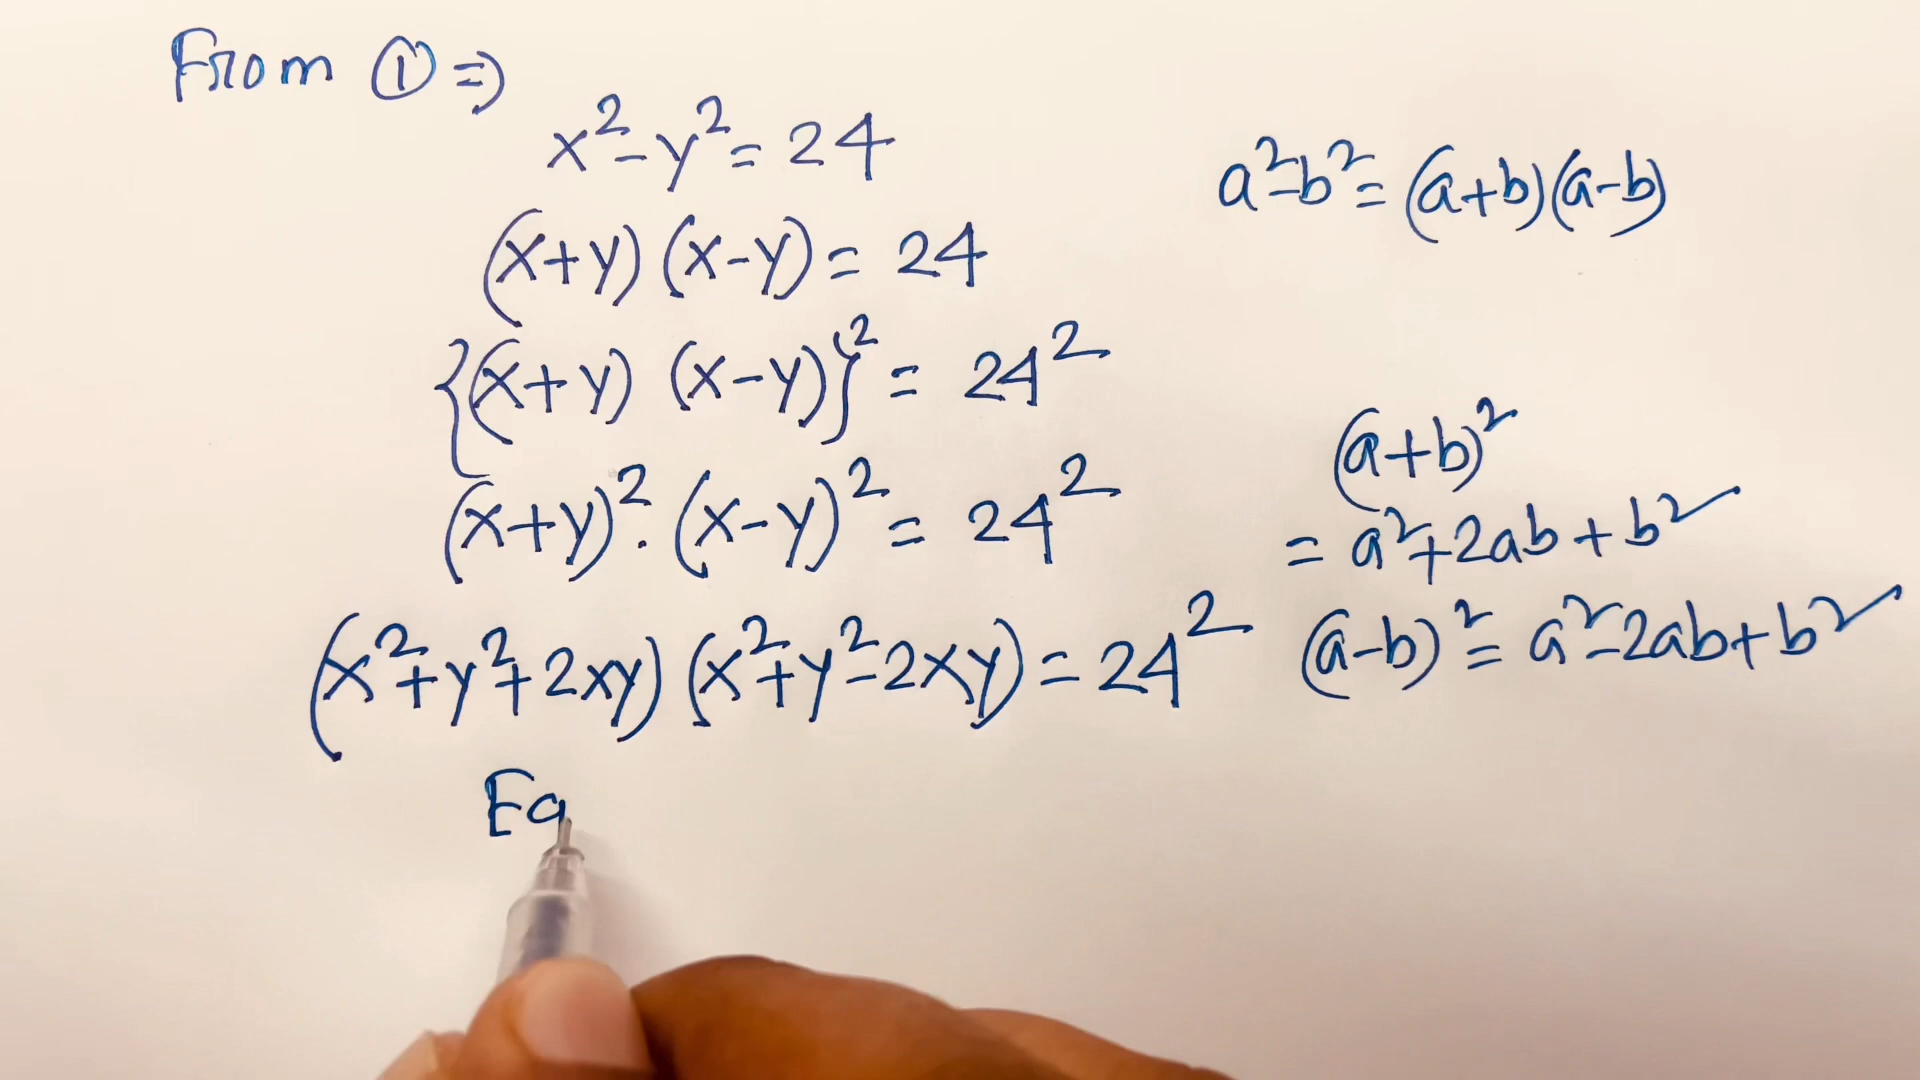 From ① ⇒
x² - y² = 24
(x+y) (x-y) = 24
{(x+y) (x-y)}² = 24²
(x+y)² . (x-y)² = 24²
(x²+y²+2xy) (x²+y²-2xy) = 24²
Eq
a²-b² = (a+b)(a-b)
(a+b)²
= a²+2ab+b²
(a-b)² = a²-2ab+b²